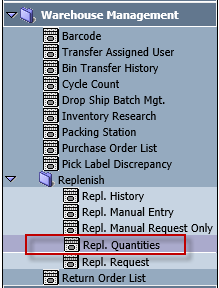 Warehouse Management
Barcode
Transfer Assigned User
Bin Transfer History
Cycle Count
Drop Ship Batch Mgt.
Inventory Research
Packing Station
Purchase Order List
Pick Label Discrepancy
Replenish
Repl. History
Repl. Manual Entry
Repl. Manual Request Only
Repl. Quantities
Repl. Request
Return Order List